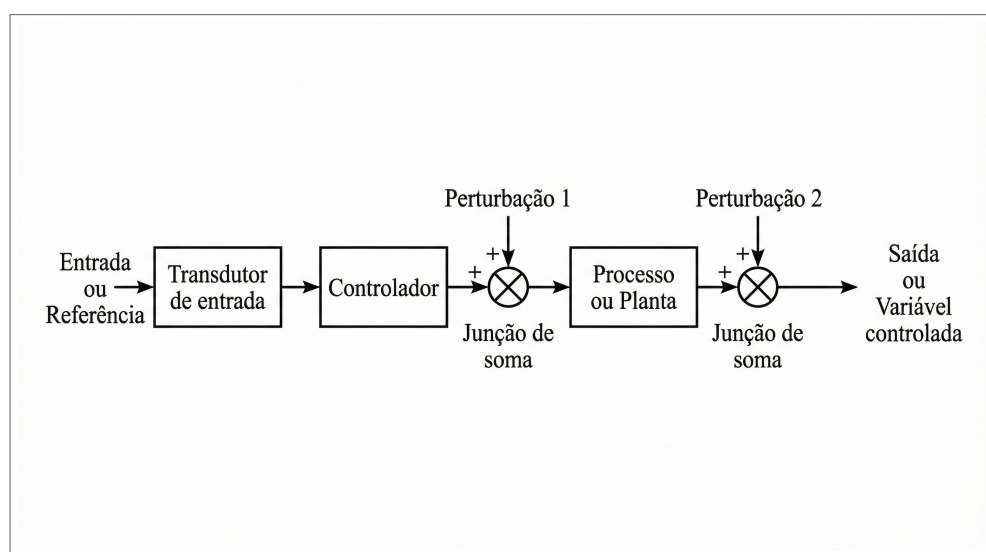 Perturbação 1
Perturbação 2
Entrada
ou
Referência
Transdutor
de entrada
Controlador
+
+
Junção de
soma
Processo
ou Planta
+
+
Junção de
soma
Saída
ou
Variável
controlada